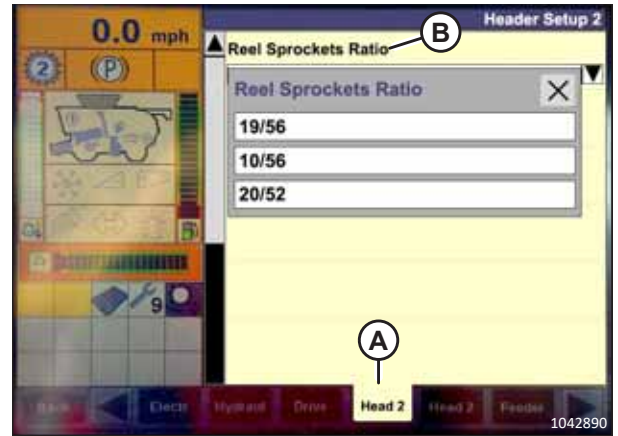 0.0 mph
Header Setup 2
B
Reel Sprockets Ratio
2
(P)
Reel Sprockets Ratio
19/56
10/56
20/52
9
A
Back
Electr
Hydraul
Drive
Head 2
Head 2
Feeder
1042890